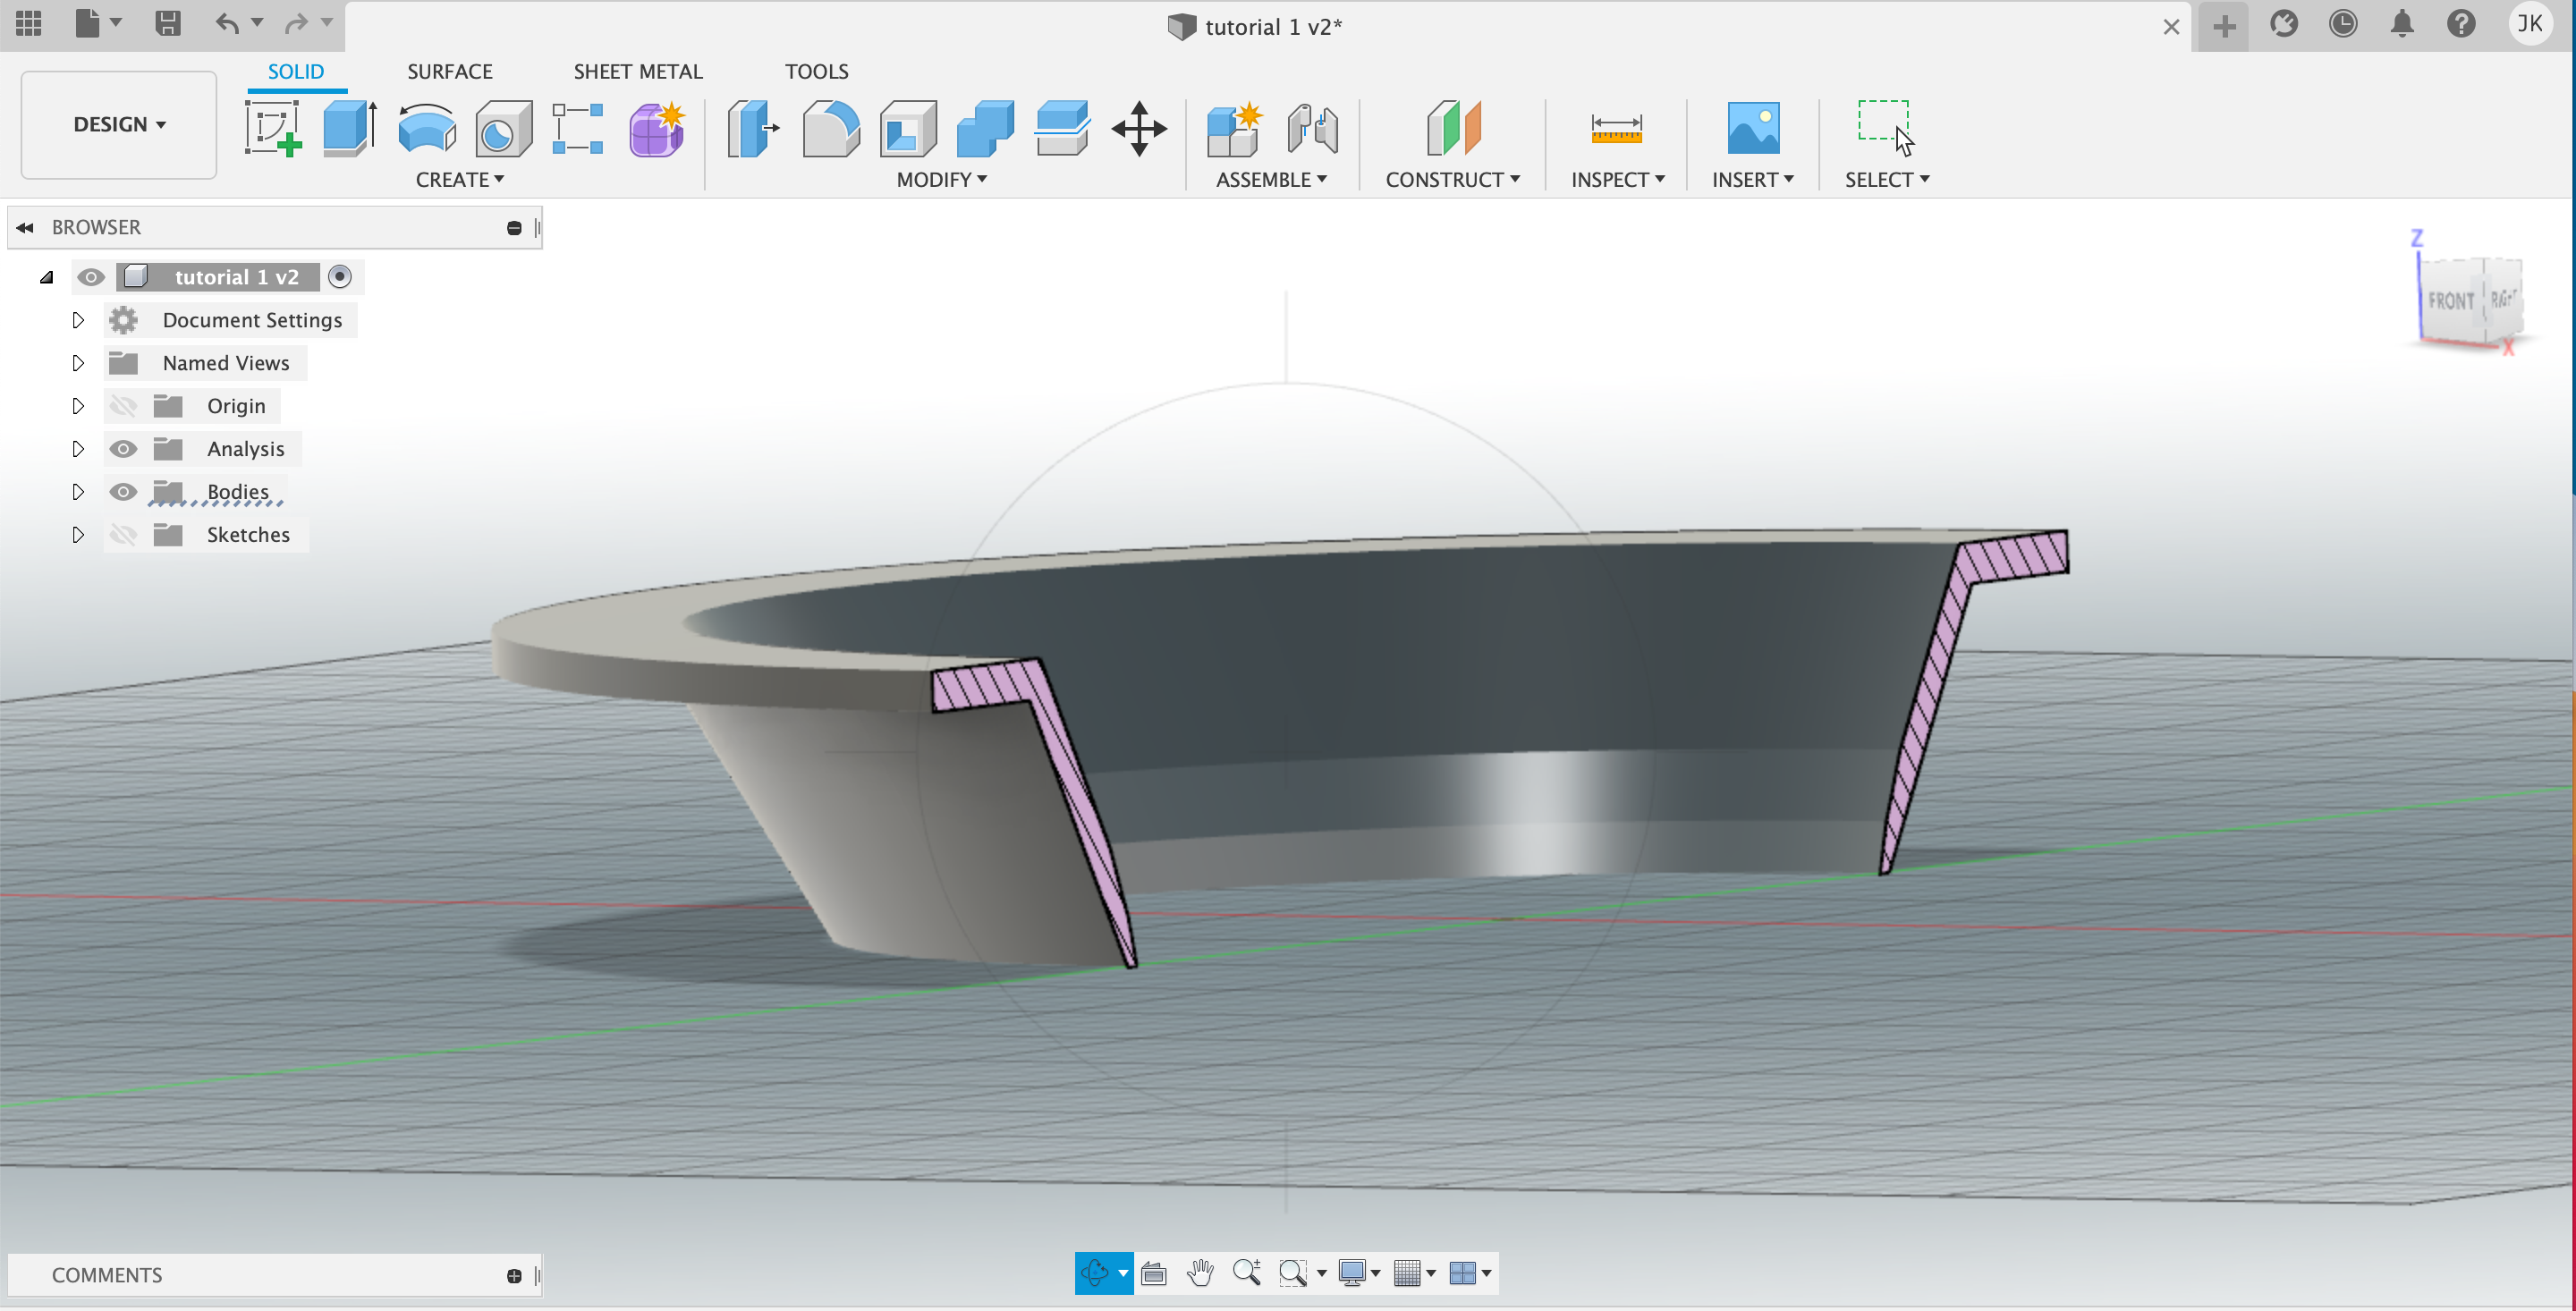 tutorial 1 v2*
JK
SOLID SURFACE SHEET METAL TOOLS
DESIGN
CREATE MODIFY ASSEMBLE CONSTRUCT INSPECT INSERT SELECT
BROWSER
tutorial 1 v2
Document Settings
Named Views
Origin
Analysis
Bodies
Sketches
Z
FRONT RIGHT
X
COMMENTS